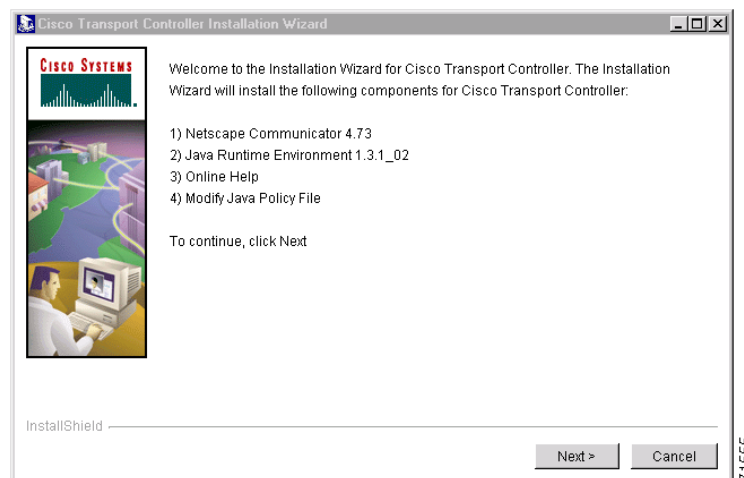 Cisco Transport Controller Installation Wizard
CISCO SYSTEMS
Welcome to the Installation Wizard for Cisco Transport Controller. The Installation
Wizard will install the following components for Cisco Transport Controller:
1) Netscape Communicator 4.73
2) Java Runtime Environment 1.3.1_02
3) Online Help
4) Modify Java Policy File
To continue, click Next
InstallShield
Next >
Cancel
71555